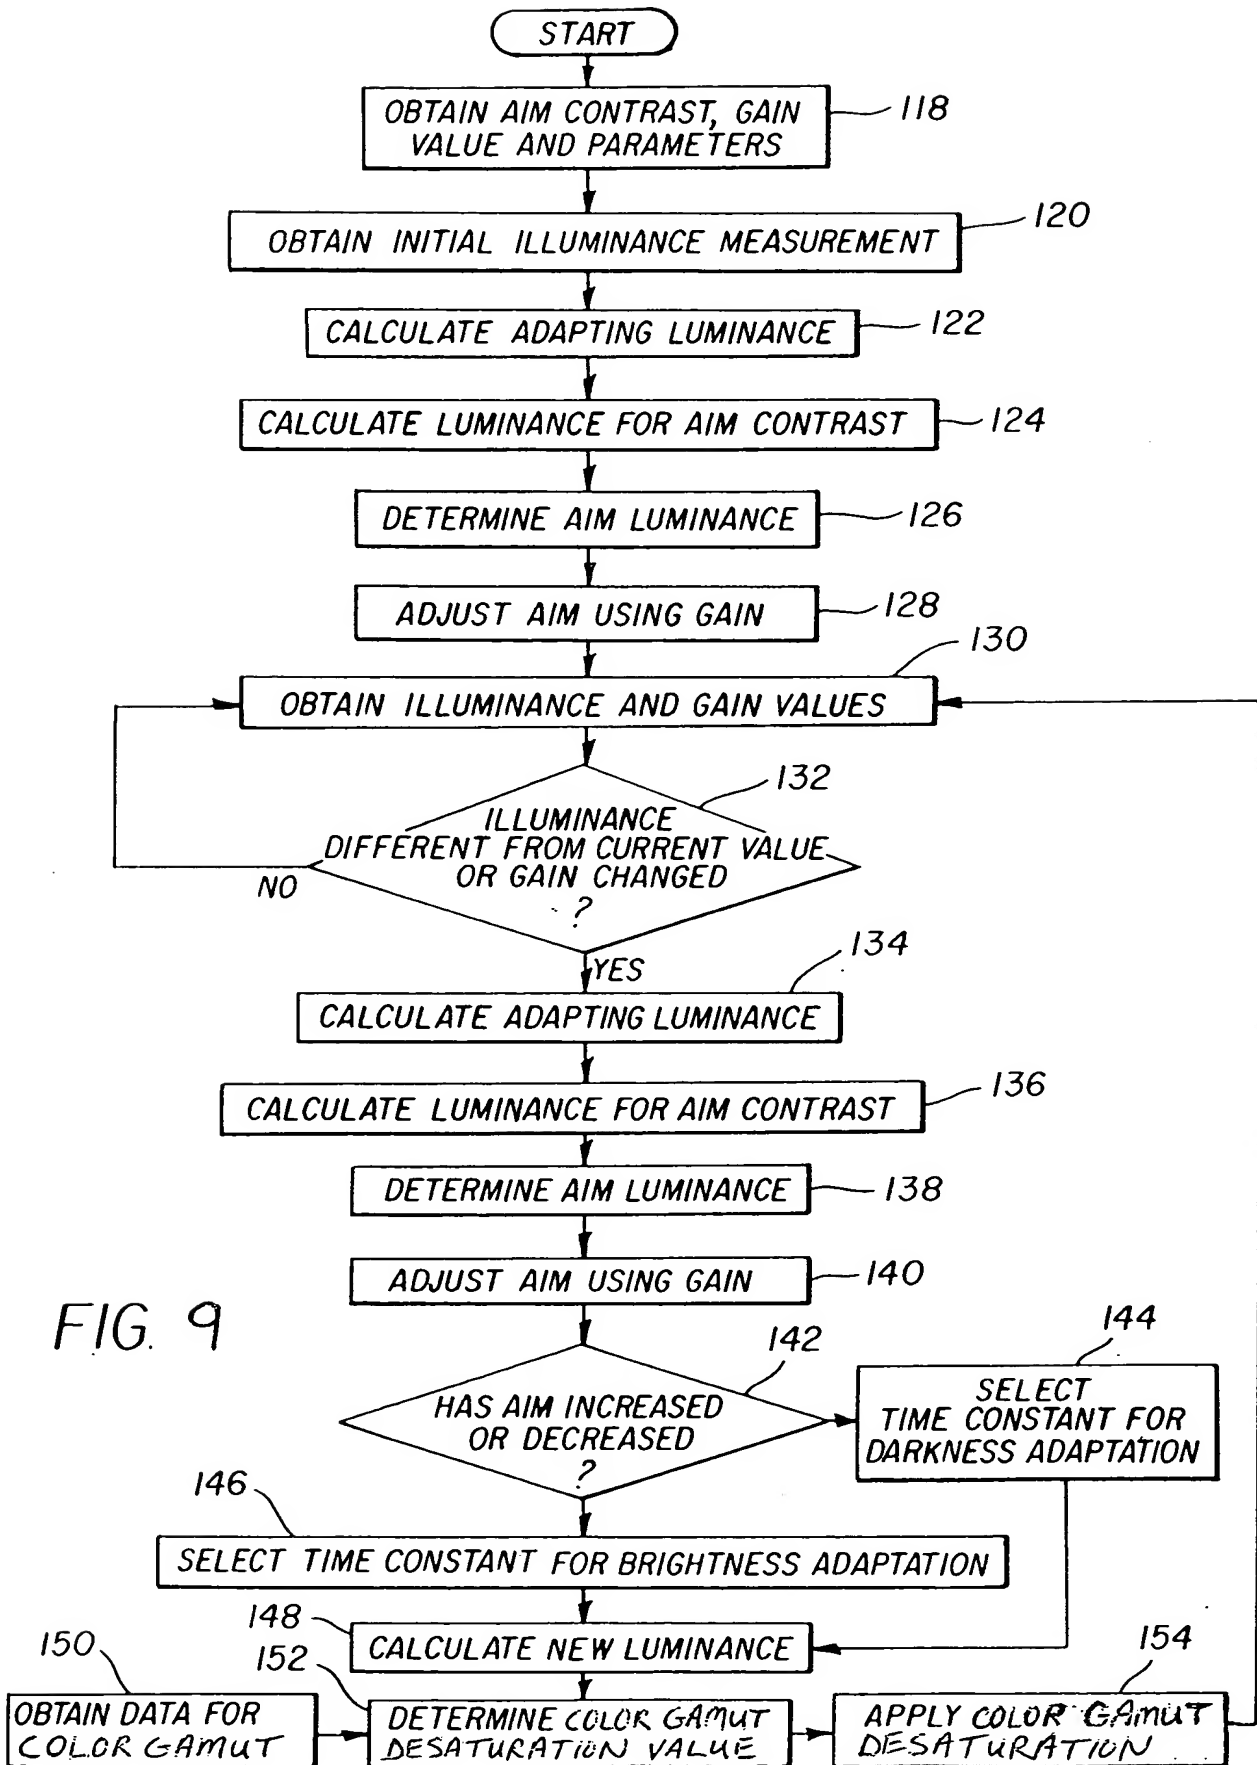 START
OBTAIN AIM CONTRAST, GAIN
VALUE AND PARAMETERS
118
OBTAIN INITIAL ILLUMINANCE MEASUREMENT
120
CALCULATE ADAPTING LUMINANCE
122
CALCULATE LUMINANCE FOR AIM CONTRAST
124
DETERMINE AIM LUMINANCE
126
ADJUST AIM USING GAIN
128
130
OBTAIN ILLUMINANCE AND GAIN VALUES
132
ILLUMINANCE
DIFFERENT FROM CURRENT VALUE
OR GAIN CHANGED
?
NO
YES
134
CALCULATE ADAPTING LUMINANCE
136
CALCULATE LUMINANCE FOR AIM CONTRAST
DETERMINE AIM LUMINANCE
138
ADJUST AIM USING GAIN
140
FIG. 9
142
HAS AIM INCREASED
OR DECREASED
?
144
SELECT
TIME CONSTANT FOR
DARKNESS ADAPTATION
146
SELECT TIME CONSTANT FOR BRIGHTNESS ADAPTATION
148
CALCULATE NEW LUMINANCE
150
OBTAIN DATA FOR
COLOR GAMUT
152
DETERMINE COLOR GAMUT
DESATURATION VALUE
154
APPLY COLOR GAMUT
DESATURATION